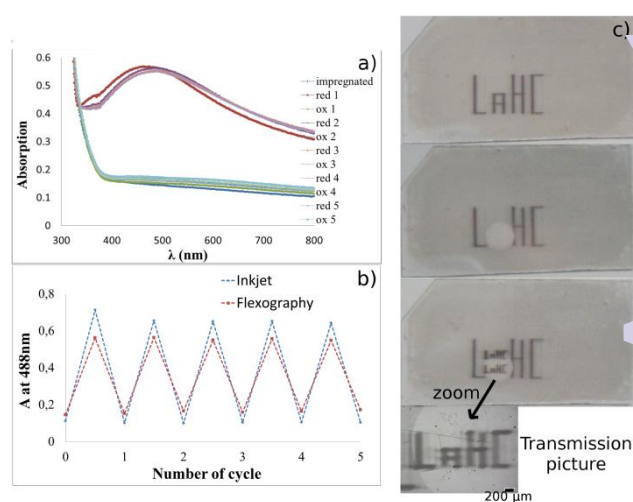 a)
0.6
0.5
0.4
0.3
0.2
0.1
0
Absorption
300 400 500 600 700 800
λ (nm)
impregnated
red 1
ox 1
red 2
ox 2
red 3
ox 3
red 4
ox 4
red 5
ox 5
b)
0,8
0,6
0,4
0,2
0
A at 488nm
0 1 2 3 4 5
Number of cycle
Inkjet
Flexography
c)
LAHC
L HC
L HC
LAHC
LAHC
zoom
LaHC
Transmission
picture
200 µm